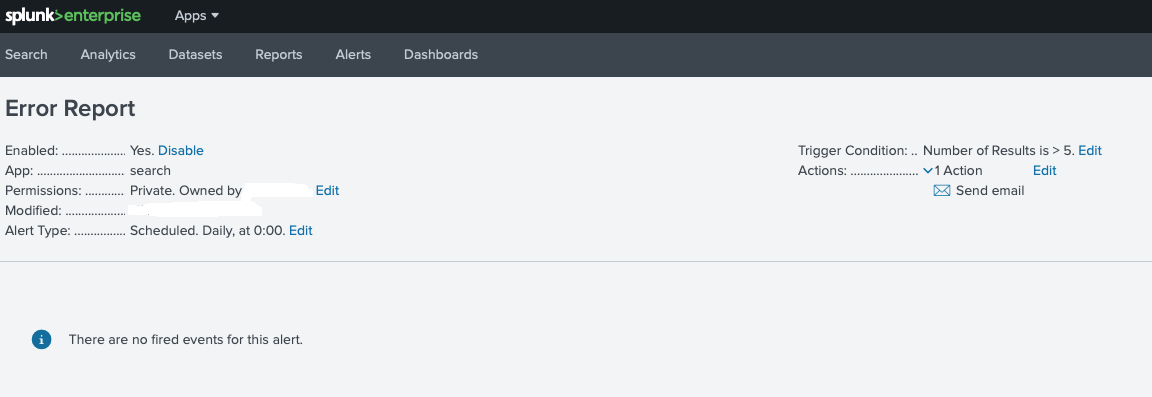 splunk>enterprise Apps
Search Analytics Datasets Reports Alerts Dashboards
Error Report
Enabled: .................... Yes. Disable
App: ........................... search
Permissions: ............ Private. Owned by Edit
Modified: ...................
Alert Type: ................ Scheduled. Daily, at 0:00. Edit
Trigger Condition: .. Number of Results is > 5. Edit
Actions: ..................... 1 Action Edit
Send email
i There are no fired events for this alert.